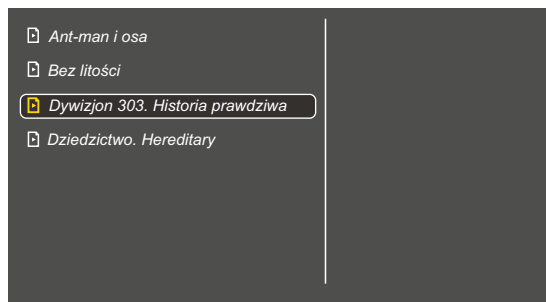 Ant-man i osa
Bez litości
Dywizjon 303. Historia prawdziwa
Dziedzictwo. Hereditary